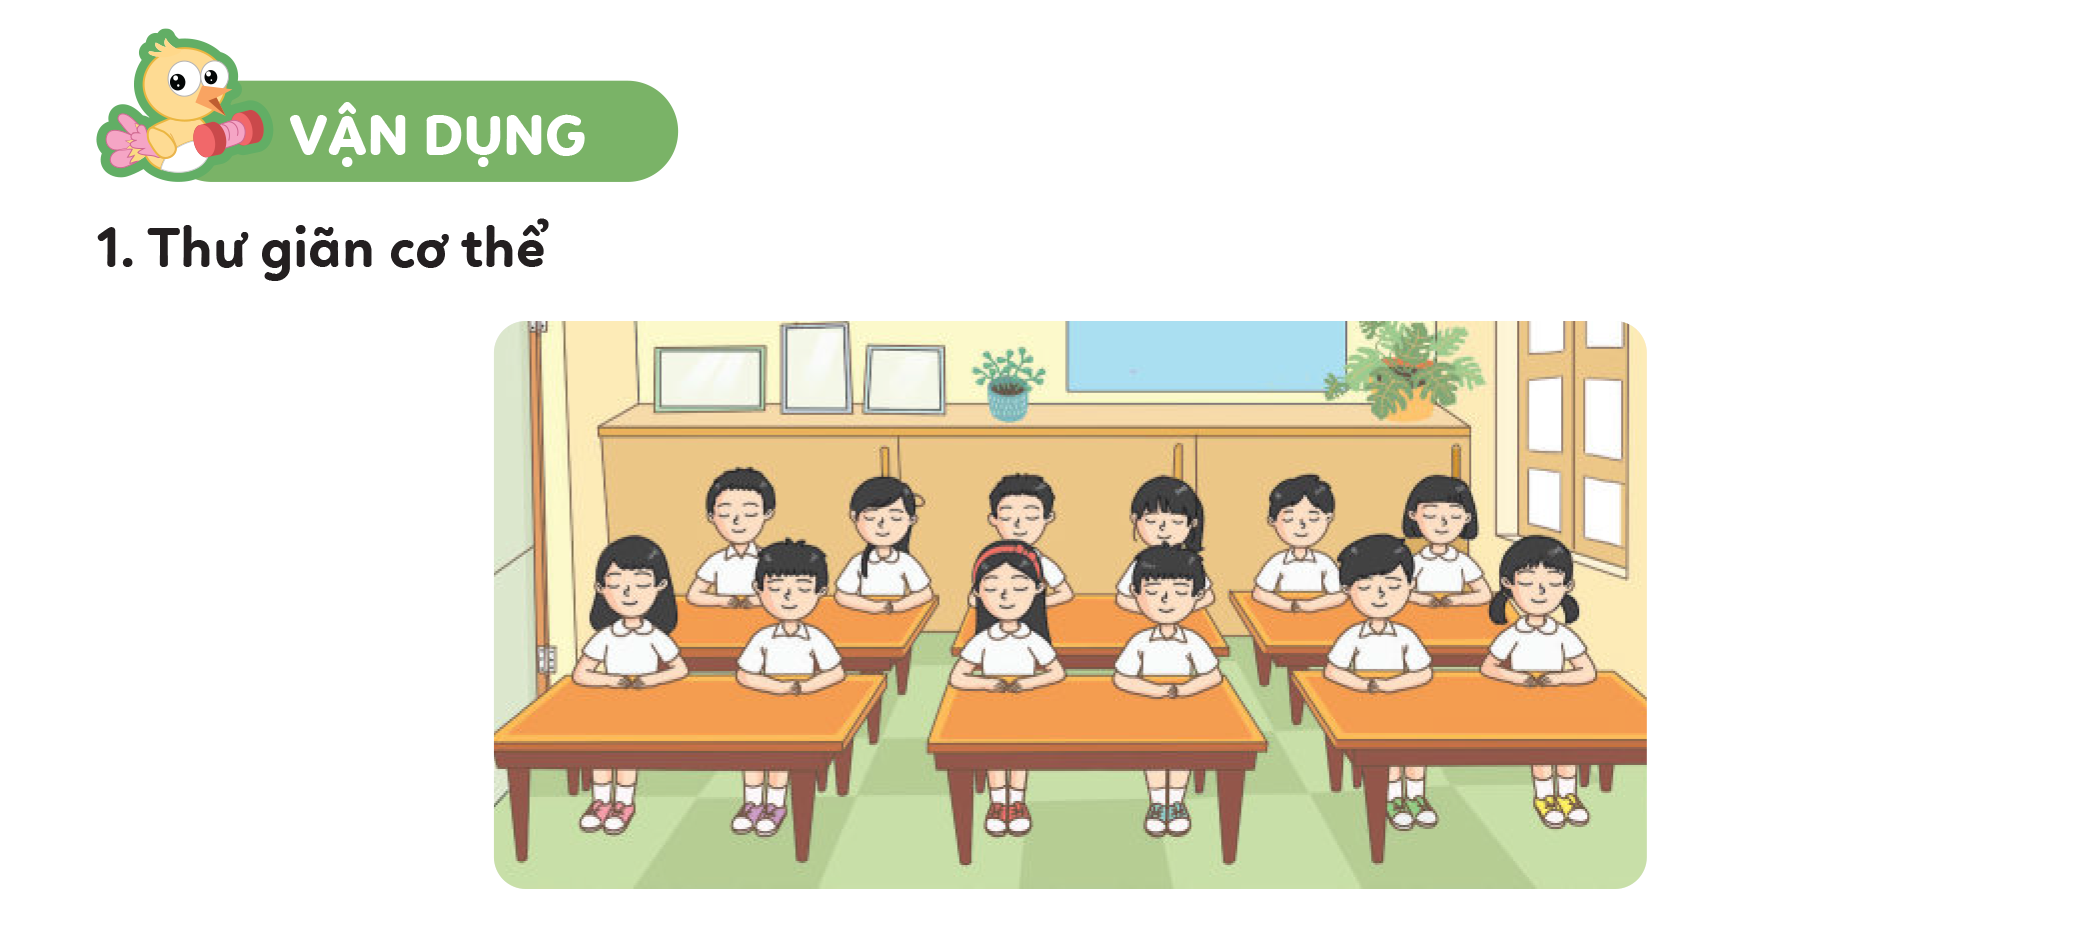 VẬN DỤNG
1. Thư giãn cơ thể